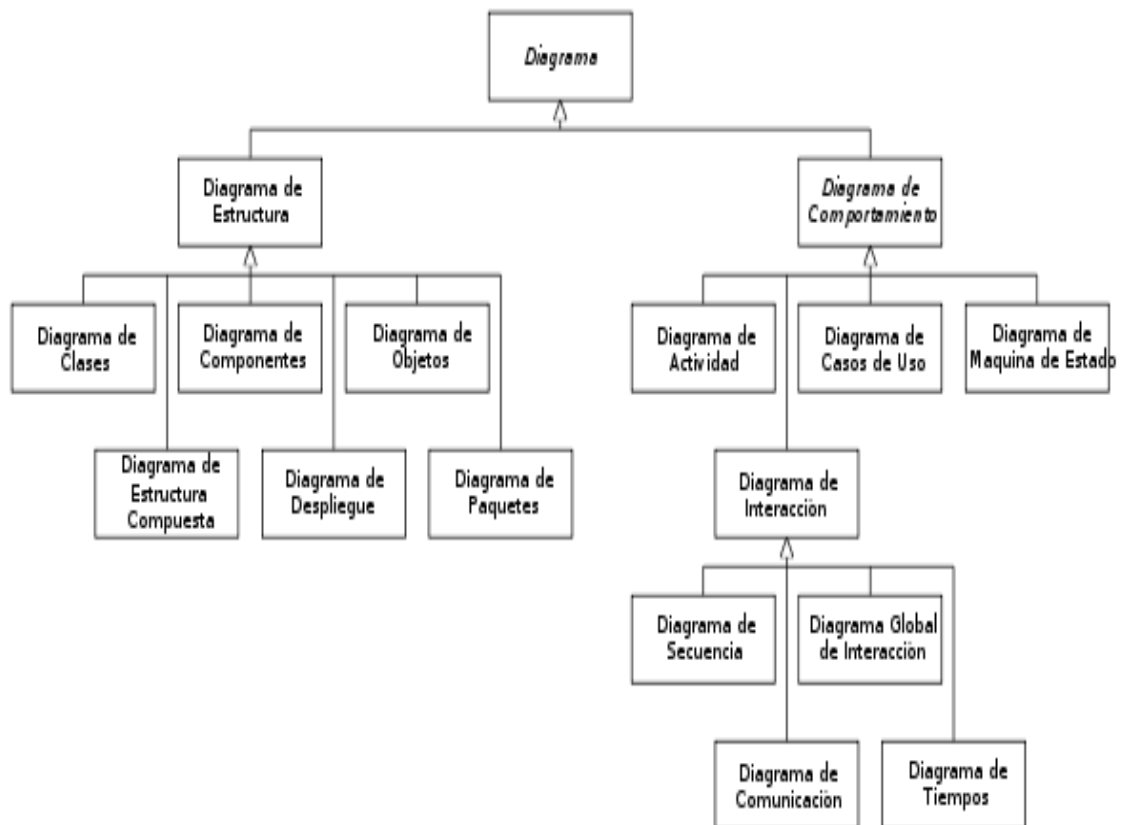 Diagrama
Diagrama de
Estructura
Diagrama de
Comportamiento
Diagrama de
Clases
Diagrama de
Componentes
Diagrama de
Objetos
Diagrama de
Actividad
Diagrama de
Casos de Uso
Diagrama de
Maquina de Estado
Diagrama de
Estructura
Compuesta
Diagrama de
Despliegue
Diagrama de
Paquetes
Diagrama de
Interacción
Diagrama de
Secuencia
Diagrama Global
de Interacción
Diagrama de
Comunicación
Diagrama de
Tiempos